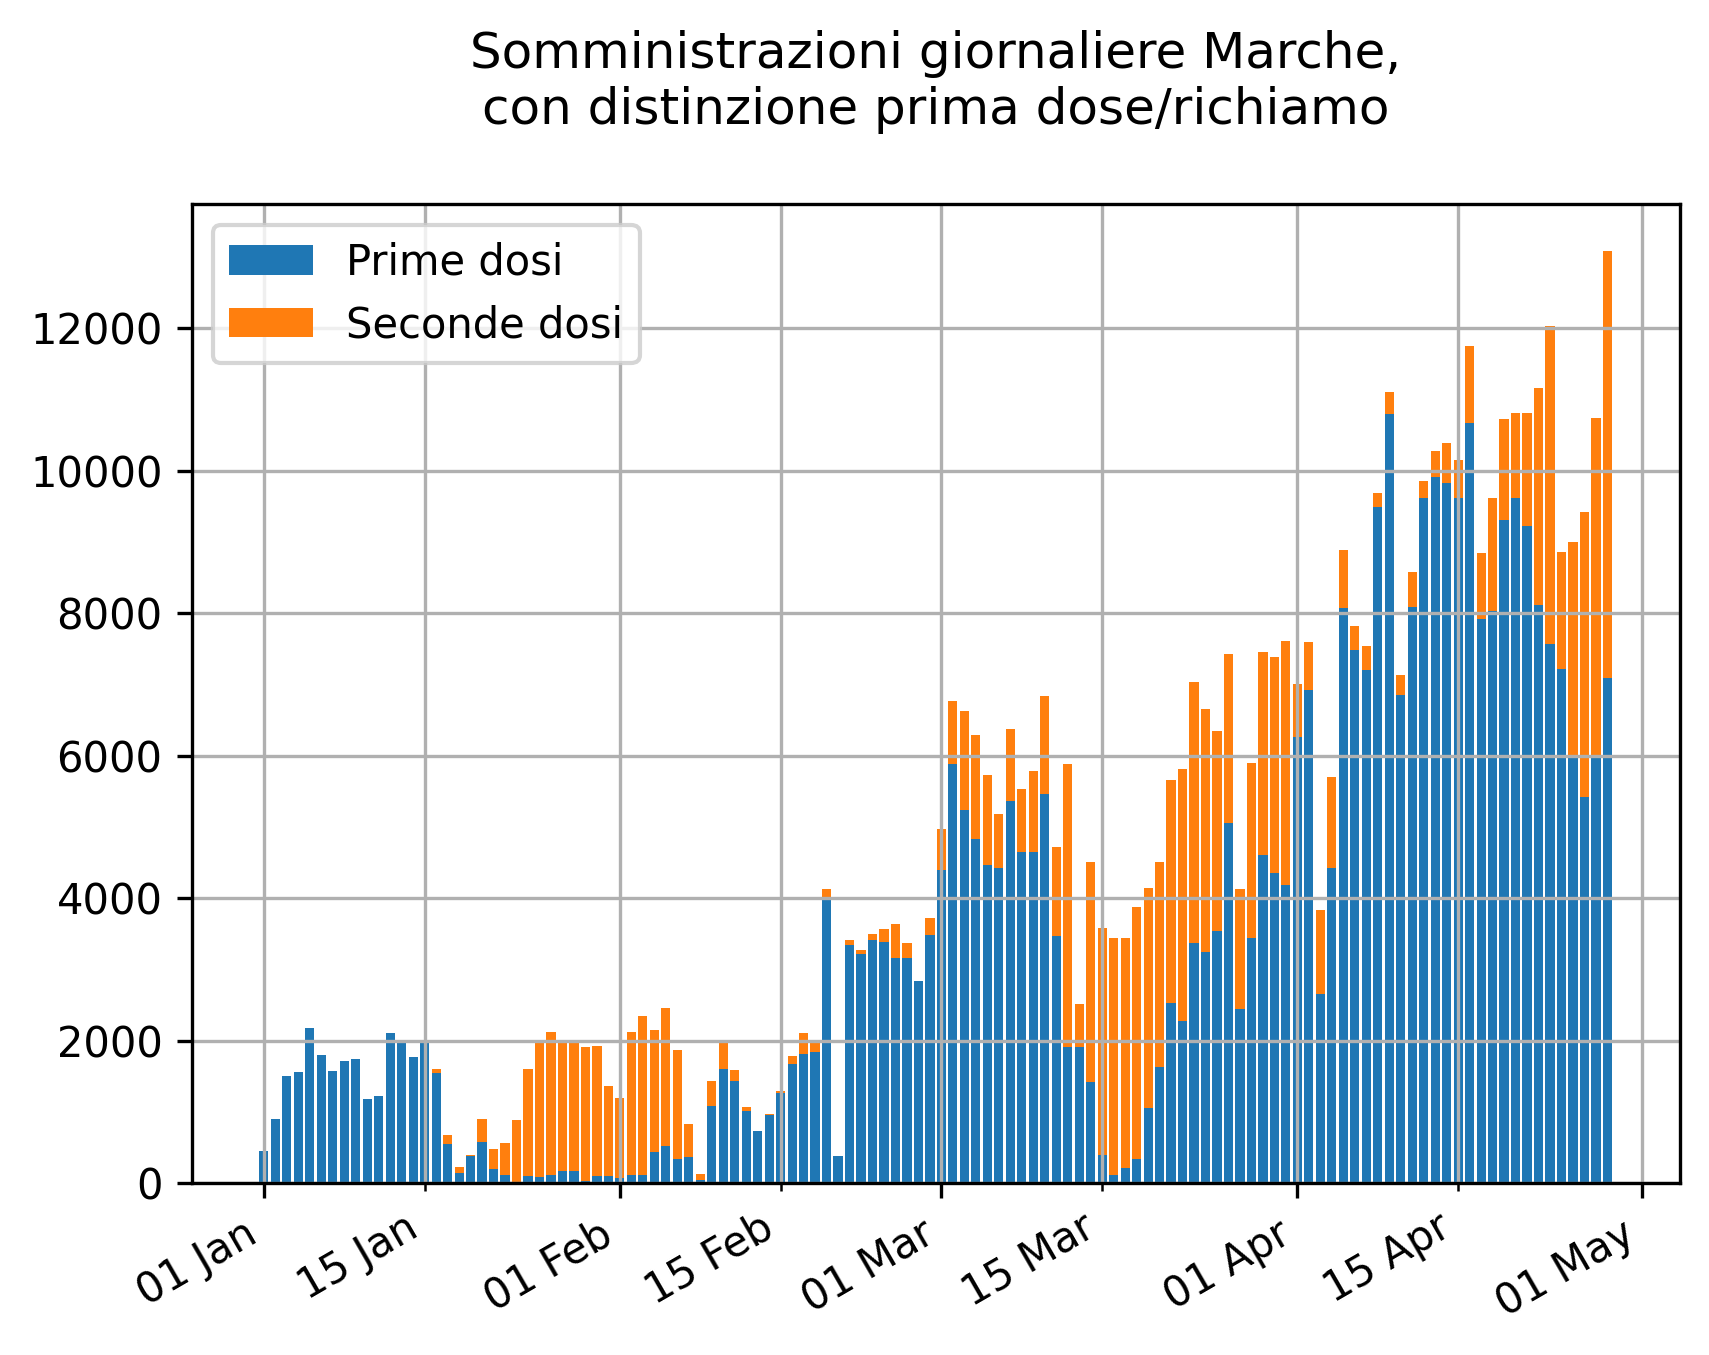 Somministrazioni giornaliere Marche,
con distinzione prima dose/richiamo
Prime dosi
Seconde dosi
12000
10000
8000
6000
4000
2000
0
01 Jan
15 Jan
01 Feb
15 Feb
01 Mar
15 Mar
01 Apr
15 Apr
01 May